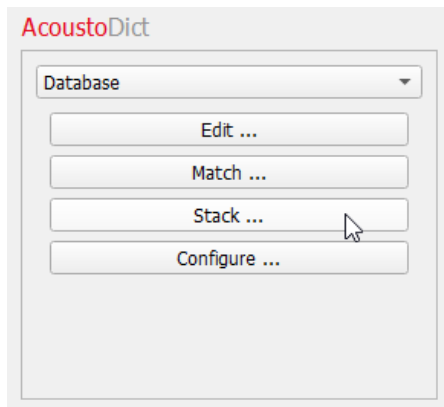 AcoustoDict
Database
Edit ...
Match ...
Stack ...
Configure ...